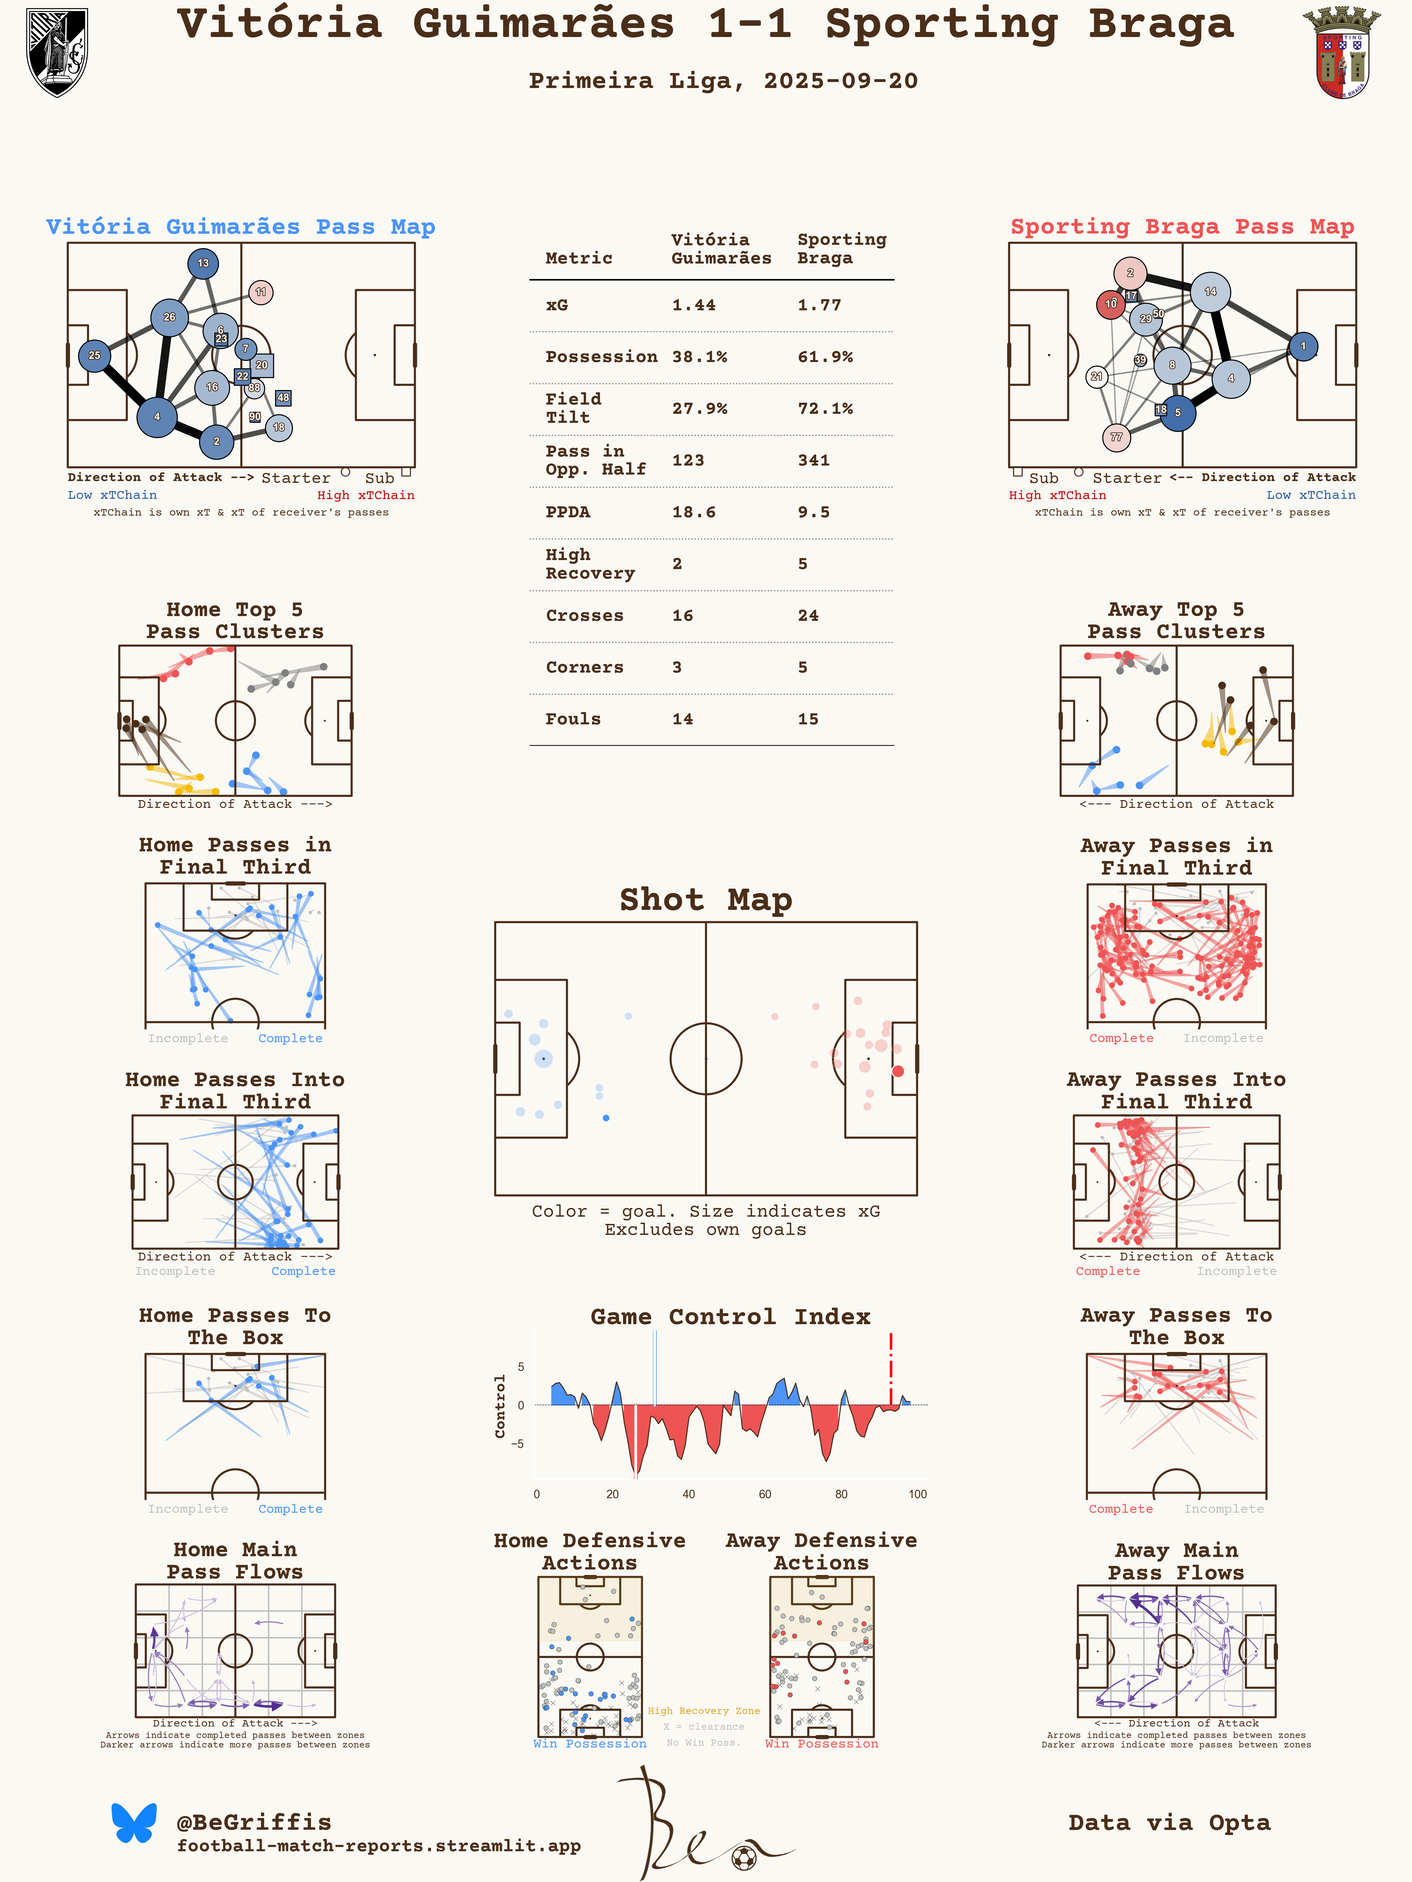 Vitória Guimarães 1-1 Sporting Braga
Primeira Liga, 2025-09-20
SPORTING
CLUBE DE BRAGA
Vitória Guimarães Pass Map
13
11
26
6
23
7
25
20
22
16
88
48
4
90
18
2
Direction of Attack --> Starter Sub
Low xTChain High xTChain
xTChain is own xT & xT of receiver's passes
Metric Vitória Guimarães Sporting Braga
xG 1.44 1.77
Possession 38.1% 61.9%
Field Tilt 27.9% 72.1%
Pass in Opp. Half 123 341
PPDA 18.6 9.5
High Recovery 2 5
Crosses 16 24
Corners 3 5
Fouls 14 15
Sporting Braga Pass Map
2
17
14
10
50
29
1
39
8
21
4
18
5
77
Sub Starter <-- Direction of Attack
High xTChain Low xTChain
xTChain is own xT & xT of receiver's passes
Home Top 5
Pass Clusters
Direction of Attack --->
Away Top 5
Pass Clusters
<--- Direction of Attack
Home Passes in
Final Third
Incomplete Complete
Away Passes in
Final Third
Complete Incomplete
Shot Map
Color = goal. Size indicates xG
Excludes own goals
Home Passes Into
Final Third
Direction of Attack --->
Incomplete Complete
Away Passes Into
Final Third
<--- Direction of Attack
Complete Incomplete
Home Passes To
The Box
Incomplete Complete
Game Control Index
Control
5
0
−5
0 20 40 60 80 100
Away Passes To
The Box
Complete Incomplete
Home Main
Pass Flows
Direction of Attack --->
Arrows indicate completed passes between zones
Darker arrows indicate more passes between zones
Home Defensive
Actions
Win Possession
High Recovery Zone
X = clearance
No Win Poss.
Away Defensive
Actions
Win Possession
Away Main
Pass Flows
<--- Direction of Attack
Arrows indicate completed passes between zones
Darker arrows indicate more passes between zones
@BeGriffis
football-match-reports.streamlit.app
Ben
Data via Opta